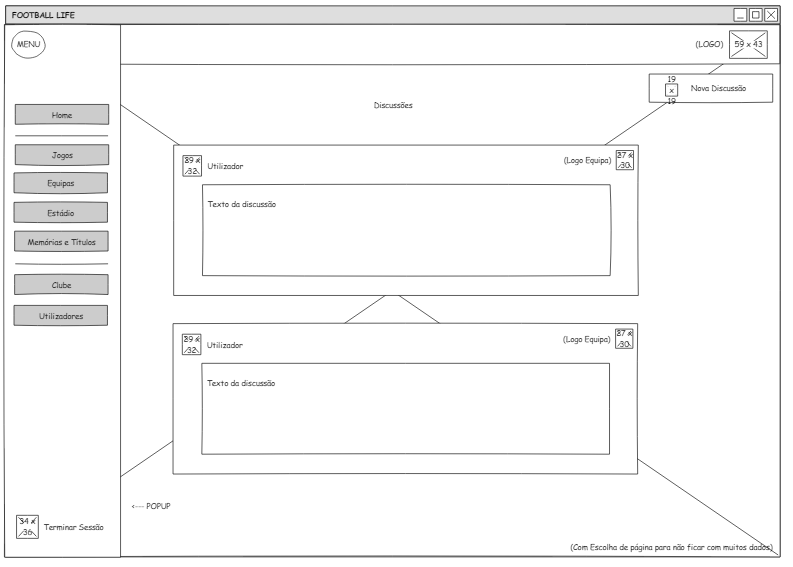 FOOTBALL LIFE
MENU
(LOGO)
59 x 43
19
x
19
Nova Discussão
Discussões
Home
Jogos
Equipas
Estádio
Memórias e Títulos
Clube
Utilizadores
39 x
32
Utilizador
(Logo Equipa)
37 x
30
Texto da discussão
39 x
32
Utilizador
(Logo Equipa)
37 x
30
Texto da discussão
<---- POPUP
34 x
36
Terminar Sessão
(Com Escolha de página para não ficar com muitos dados)